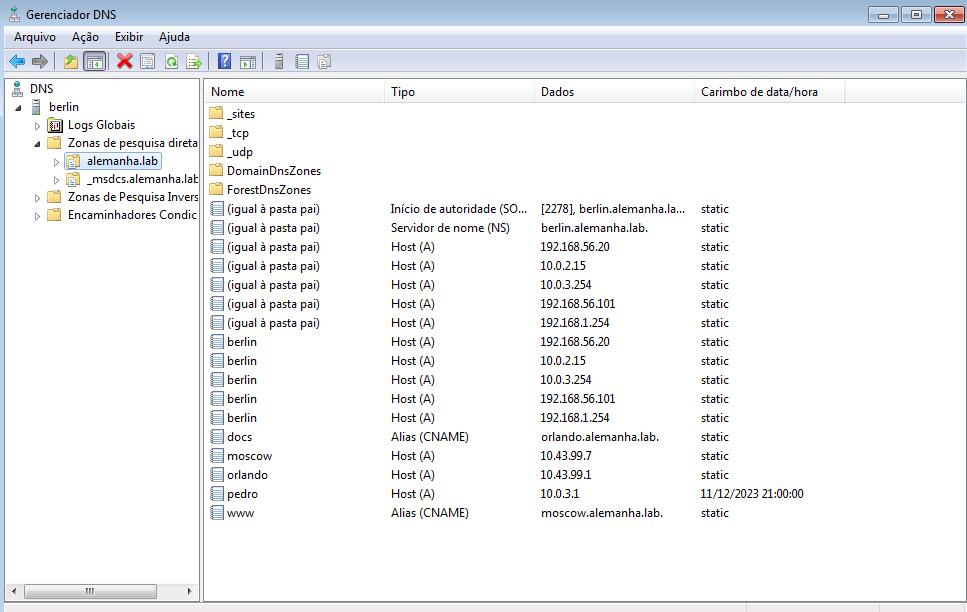 Gerenciador DNS
Arquivo Ação Exibir Ajuda
DNS
berlin
Logs Globais
Zonas de pesquisa direta
alemanha.lab
_msdcs.alemanha.lab
Zonas de Pesquisa Invers
Encaminhadores Condic
Nome Tipo Dados Carimbo de data/hora
_sites
_tcp
_udp
DomainDnsZones
ForestDnsZones
(igual à pasta pai) Início de autoridade (SO... [2278], berlin.alemanha.la... static
(igual à pasta pai) Servidor de nome (NS) berlin.alemanha.lab. static
(igual à pasta pai) Host (A) 192.168.56.20 static
(igual à pasta pai) Host (A) 10.0.2.15 static
(igual à pasta pai) Host (A) 10.0.3.254 static
(igual à pasta pai) Host (A) 192.168.56.101 static
(igual à pasta pai) Host (A) 192.168.1.254 static
berlin Host (A) 192.168.56.20 static
berlin Host (A) 10.0.2.15 static
berlin Host (A) 10.0.3.254 static
berlin Host (A) 192.168.56.101 static
berlin Host (A) 192.168.1.254 static
docs Alias (CNAME) orlando.alemanha.lab. static
moscow Host (A) 10.43.99.7 static
orlando Host (A) 10.43.99.1 static
pedro Host (A) 10.0.3.1 11/12/2023 21:00:00
www Alias (CNAME) moscow.alemanha.lab. static